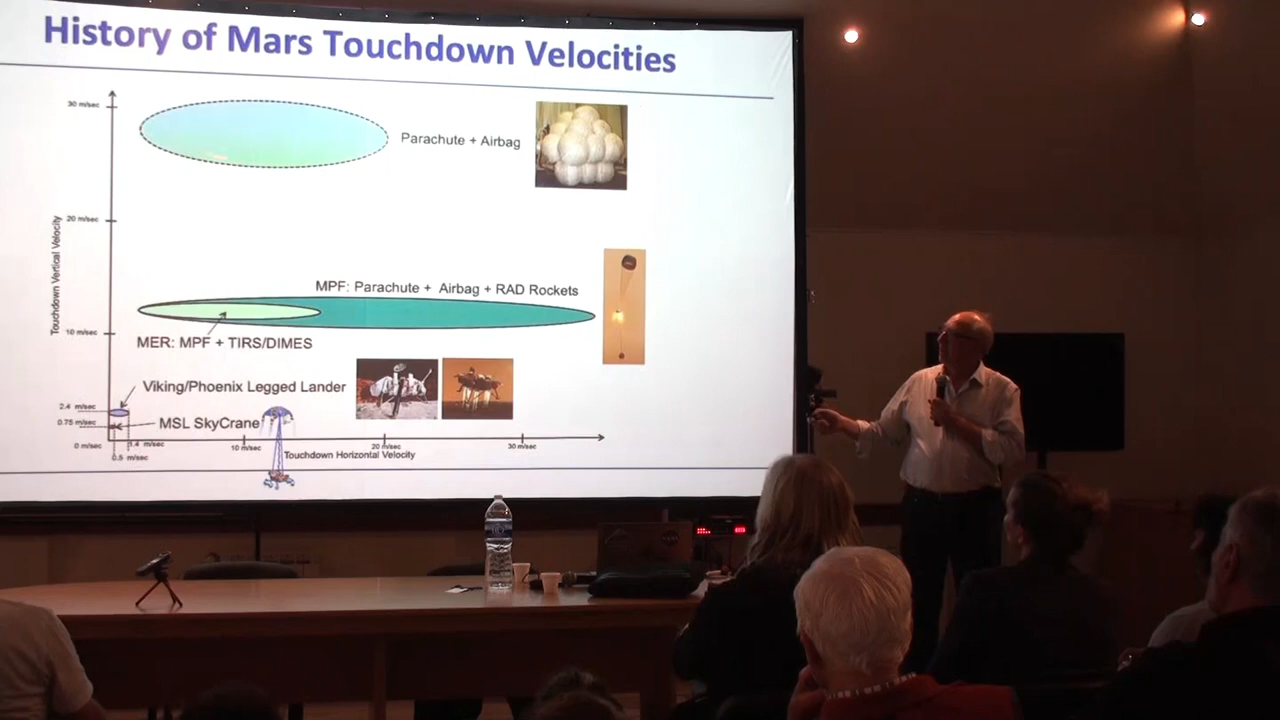 History of Mars Touchdown Velocities
30 m/sec
Parachute + Airbag
20 m/sec
Touchdown Vertical Velocity
MPF: Parachute + Airbag + RAD Rockets
10 m/sec
MER: MPF + TIRS/DIMES
Viking/Phoenix Legged Lander
2.4 m/sec
0.75 m/sec
MSL SkyCrane
0 m/sec
1.4 m/sec
10 m/sec
20 m/sec
30 m/sec
0.5 m/sec
Touchdown Horizontal Velocity